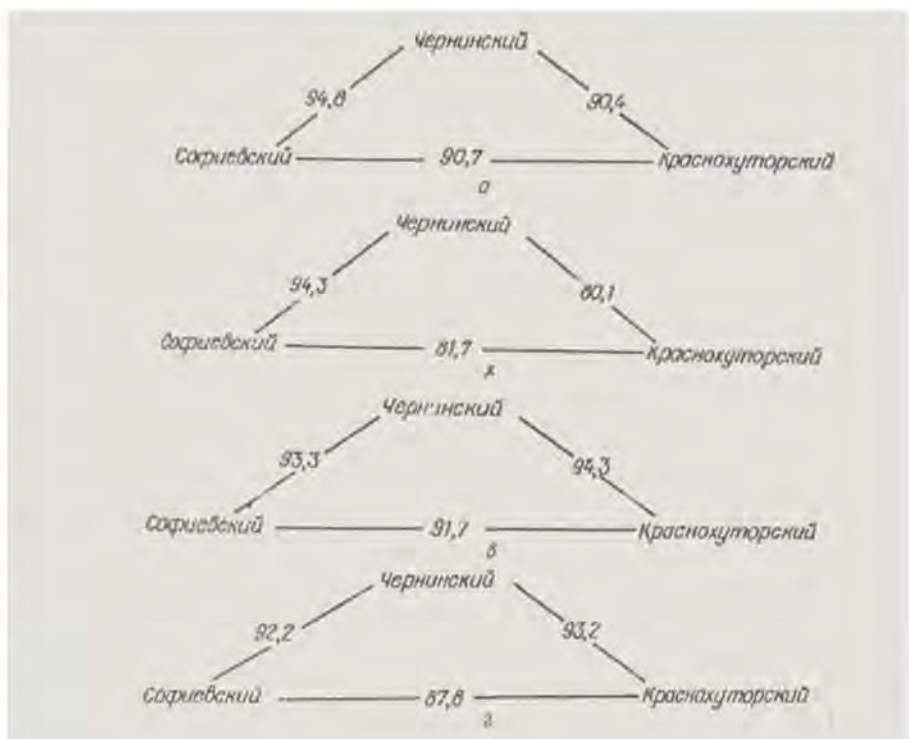 Чернинский
94,8 90,4
Софиевский 90,7 Краснохуторский
а
Чернинский
94,3 80,1
Софиевский 81,7 Краснохуторский
Чернинский
93,3 94,3
Софиевский 91,7 Краснохуторский
в
Чернинский
92,2 93,2
Софиевский 87,8 Краснохуторский
г